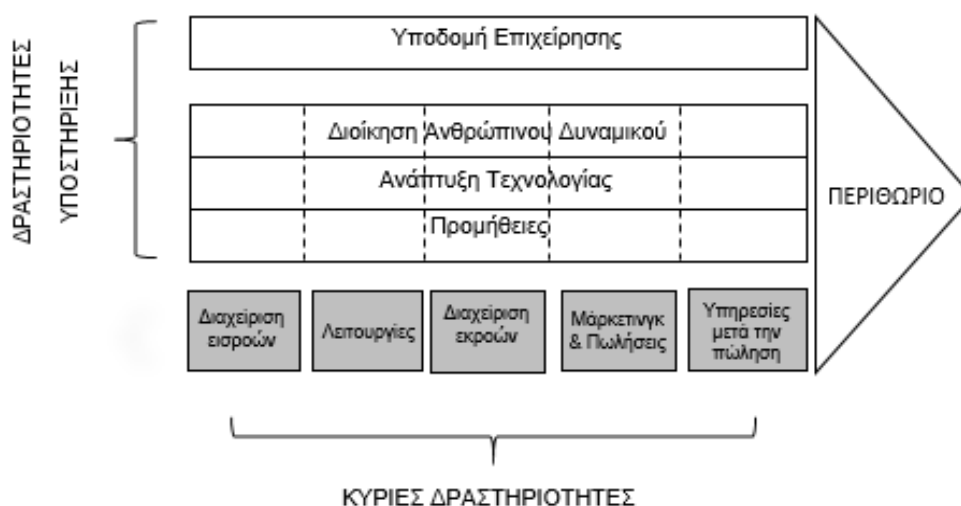 ΔΡΑΣΤΗΡΙΟΤΗΤΕΣ
ΥΠΟΣΤΗΡΙΞΗΣ
Υποδομή Επιχείρησης
Διοίκηση Ανθρώπινου Δυναμικού
Ανάπτυξη Τεχνολογίας
Προμήθειες
ΠΕΡΙΘΩΡΙΟ
Διαχείριση
εισροών
Λειτουργίες
Διαχείριση
εκροών
Μάρκετινγκ
& Πωλήσεις
Υπηρεσίες
μετά την
πώληση
ΚΥΡΙΕΣ ΔΡΑΣΤΗΡΙΟΤΗΤΕΣ